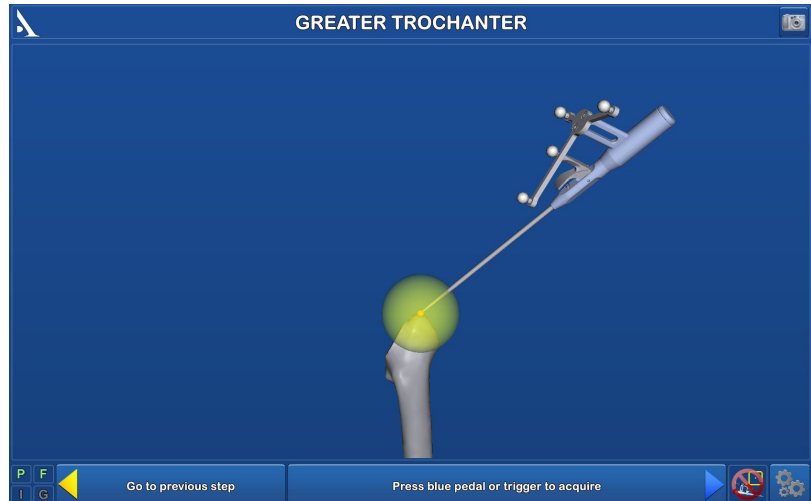 GREATER TROCHANTER
P F
I G
Go to previous step
Press blue pedal or trigger to acquire